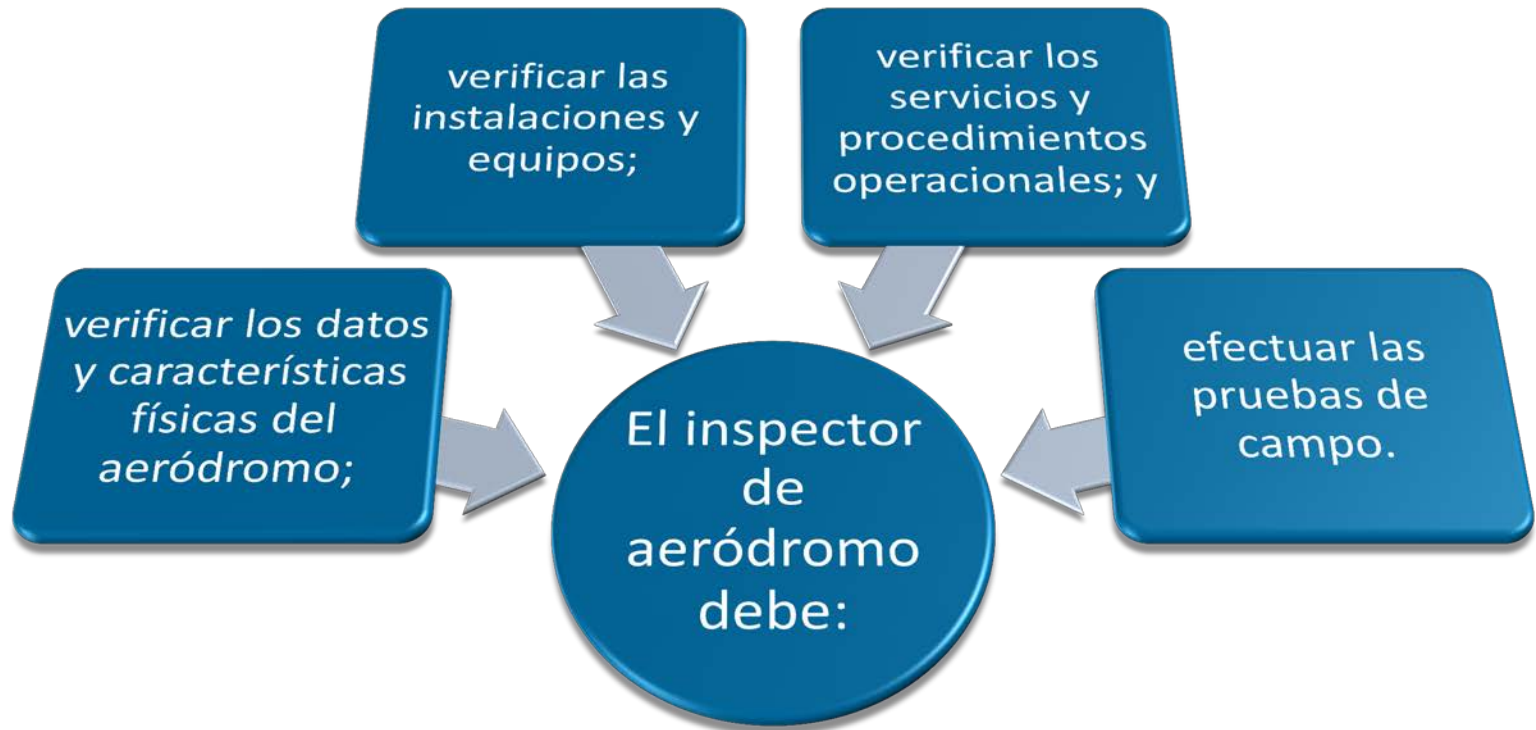 verificar los datos
y características
físicas del
aeródromo;
verificar las
instalaciones y
equipos;
verificar los
servicios y
procedimientos
operacionales; y
efectuar las
pruebas de
campo.
El inspector
de
aeródromo
debe: